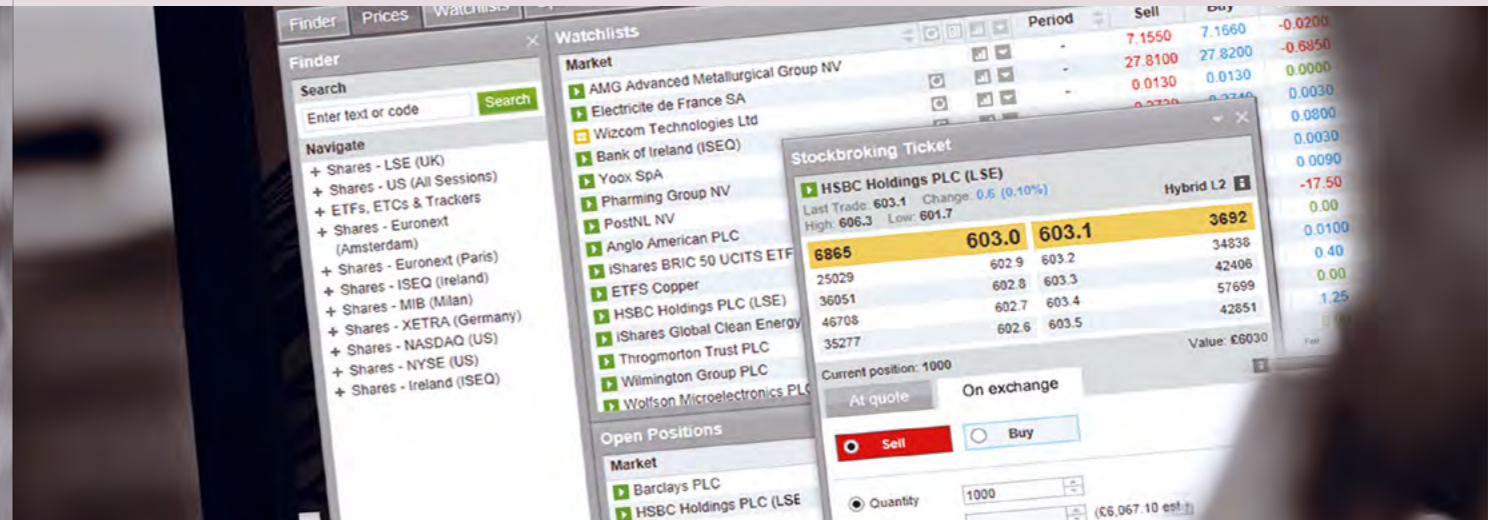 Finder
Prices
Watchlists
Finder
Search
Enter text or code
Search
Navigate
+ Shares - LSE (UK)
+ Shares - US (All Sessions)
+ ETFs, ETCs & Trackers
+ Shares - Euronext
(Amsterdam)
+ Shares - Euronext (Paris)
+ Shares - ISEQ (Ireland)
+ Shares - MIB (Milan)
+ Shares - XETRA (Germany)
+ Shares - NASDAQ (US)
+ Shares - NYSE (US)
+ Shares - Ireland (ISEQ)
Watchlists
Market Period Sell Buy
AMG Advanced Metallurgical Group NV - 7.1550 7.1660 -0.0200
Electricite de France SA - 27.8100 27.8200 -0.6850
Wizcom Technologies Ltd - 0.0130 0.0130 0.0000
Bank of Ireland (ISEQ) 0.0030
Yoox SpA 0.0800
Pharming Group NV 0.0030
PostNL NV 0.0090
Anglo American PLC -17.50
iShares BRIC 50 UCITS ETF 0.00
ETFS Copper 0.0100
HSBC Holdings PLC (LSE) 0.40
iShares Global Clean Energy 0.00
Throgmorton Trust PLC 1.25
Wilmington Group PLC
Wolfson Microelectronics PLC
Open Positions
Market
Barclays PLC
HSBC Holdings PLC (LSE
Stockbroking Ticket
HSBC Holdings PLC (LSE)
Last Trade: 603.1 Change: 0.6 (0.10%)
High: 606.3 Low: 601.7 Hybrid L2
6865 603.0 603.1 3692
25029 602.9 603.2 34838
36051 602.8 603.3 42406
46708 602.7 603.4 57699
35277 602.6 603.5 42851
Current position: 1000 Value: £6030
At quote On exchange
Sell Buy
Quantity 1000
(£6,067.10 est.)